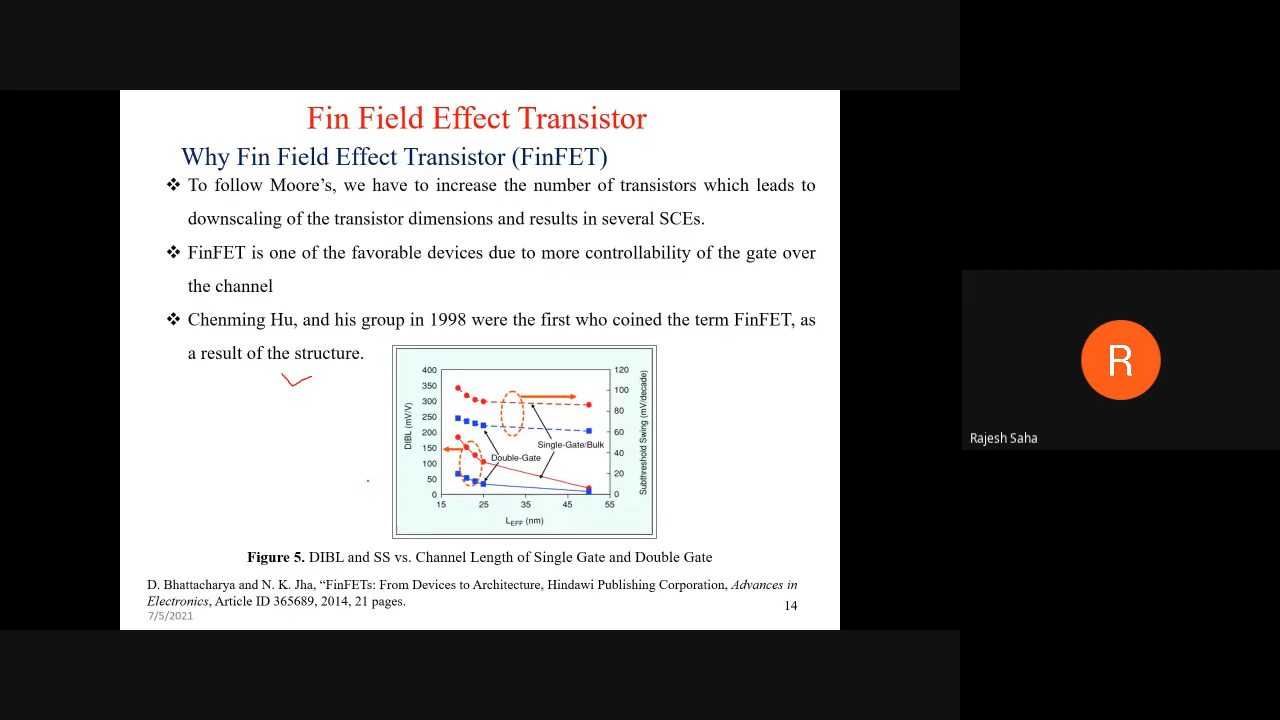 Fin Field Effect Transistor
Why Fin Field Effect Transistor (FinFET)
❖ To follow Moore's, we have to increase the number of transistors which leads to
downscaling of the transistor dimensions and results in several SCEs.
❖ FinFET is one of the favorable devices due to more controllability of the gate over
the channel
❖ Chenming Hu, and his group in 1998 were the first who coined the term FinFET, as
a result of the structure.
400
350
300
250
200
150
100
50
0
DIBL (mV/V)
120
100
80
60
40
20
0
Subthreshold Swing (mV/decade)
Single-Gate/Bulk
Double-Gate
15 25 35 45 55
LEFF (nm)
Figure 5. DIBL and SS vs. Channel Length of Single Gate and Double Gate
D. Bhattacharya and N. K. Jha, “FinFETs: From Devices to Architecture, Hindawi Publishing Corporation, Advances in
Electronics, Article ID 365689, 2014, 21 pages.
14
7/5/2021
R
Rajesh Saha